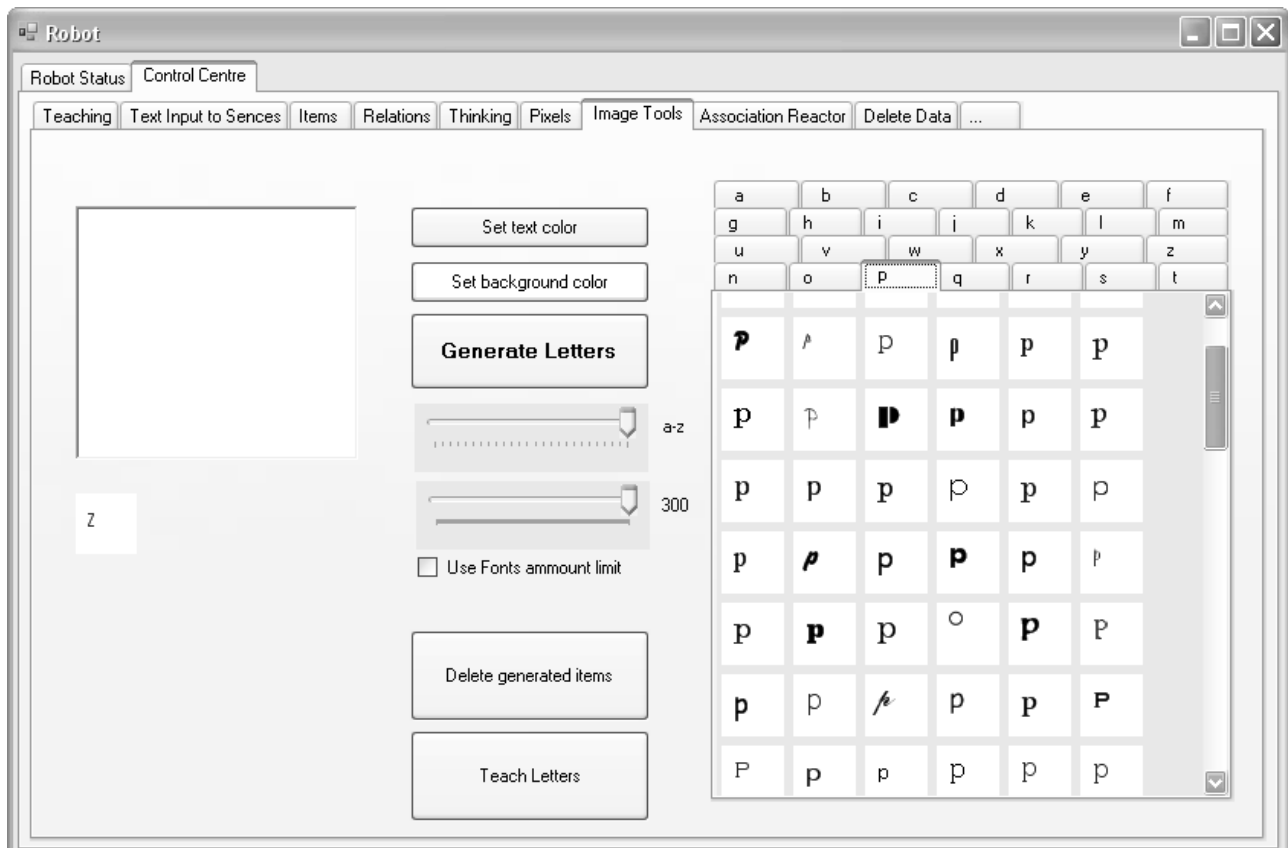 Robot
Robot Status Control Centre
Teaching Text Input to Sences Items Relations Thinking Pixels Image Tools Association Reactor Delete Data ...
a b c d e f
g h i j k l m
u v w x y z
n o p q r s t
Set text color
Set background color
Generate Letters
a-z
300
Use Fonts ammount limit
Delete generated items
Teach Letters
z
p p p p p p
p p p p p p
p p p p p p
p p p p p p
p p p p P
p p p p p P
P p p p p p